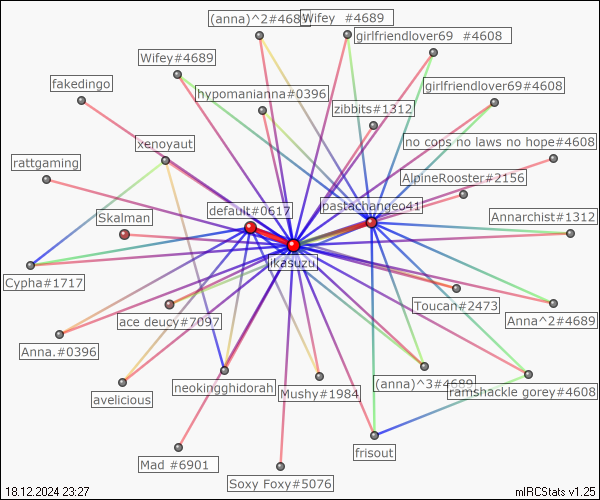 (anna)^2#4689
Wifey_#4689
girlfriendlover69__#4608
Wifey#4689
fakedingo
hypomanianna#0396
girlfriendlover69#4608
zibbits#1312
xenoyaut
no cops no laws no hope#4608
rattgaming
AlpineRooster#2156
default#0617
pastachangeo41
Skalman
Annarchist#1312
jikasuzu
Cypha#1717
Toucan#2473
ace deucy#7097
Anna^2#4689
Anna.#0396
neokingghidorah
Mushy#1984
(anna)^3#4689
ramshackle gorey#4608
avelicious
frisout
Mad #6901
Soxy Foxy#5076
18.12.2024 23:27
mIRCStats v1.25